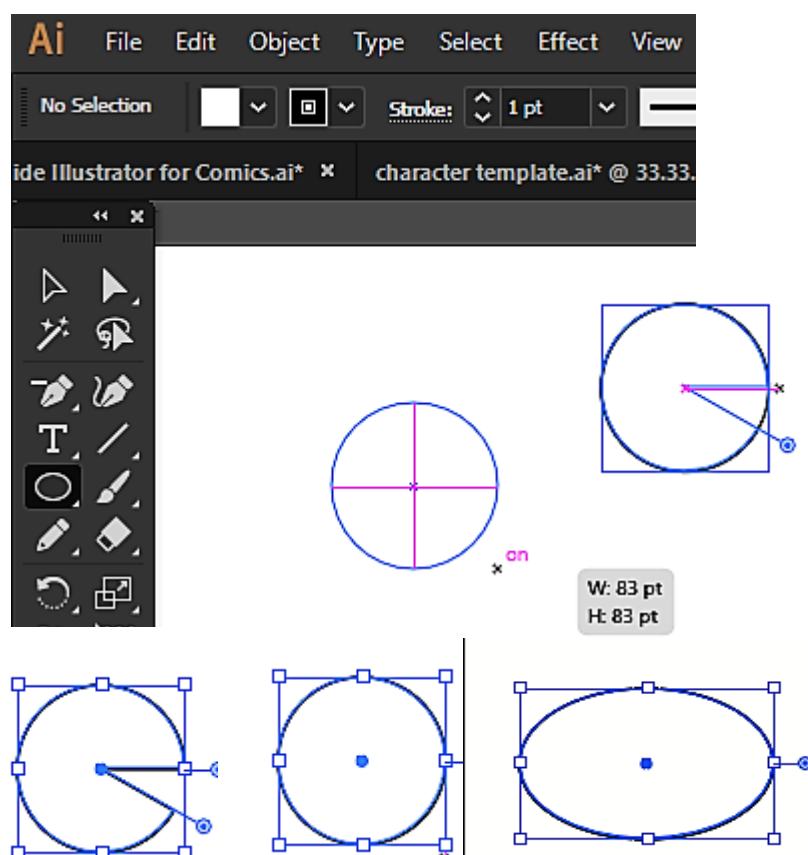 Ai File Edit Object Type Select Effect View
No Selection Stroke: 1 pt
ide Illustrator for Comics.ai* × character template.ai* @ 33.33.
T
on
W: 83 pt
H: 83 pt